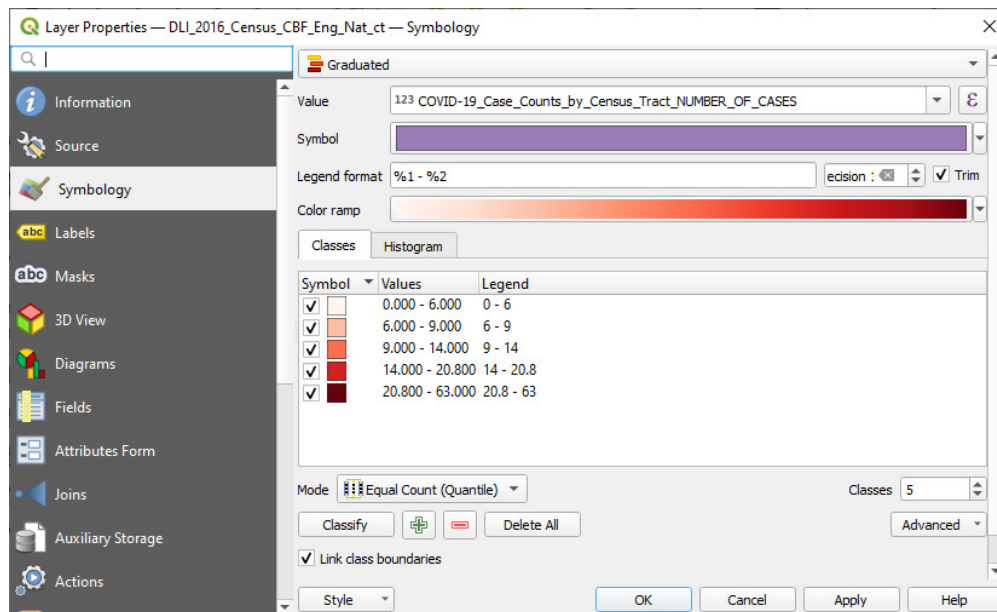 Layer Properties — DLI_2016_Census_CBF_Eng_Nat_ct — Symbology
Information
Source
Symbology
abc Labels
abc Masks
3D View
Diagrams
Fields
Attributes Form
Joins
Auxiliary Storage
Actions
Graduated
Value 123 COVID-19_Case_Counts_by_Census_Tract_NUMBER_OF_CASES ε
Symbol
Legend format %1 - %2 ecision : Trim
Color ramp
Classes Histogram
Symbol Values Legend
0.000 - 6.000 0 - 6
6.000 - 9.000 6 - 9
9.000 - 14.000 9 - 14
14.000 - 20.800 14 - 20.8
20.800 - 63.000 20.8 - 63
Mode Equal Count (Quantile) Classes 5
Classify Delete All Advanced
Link class boundaries
Style OK Cancel Apply Help